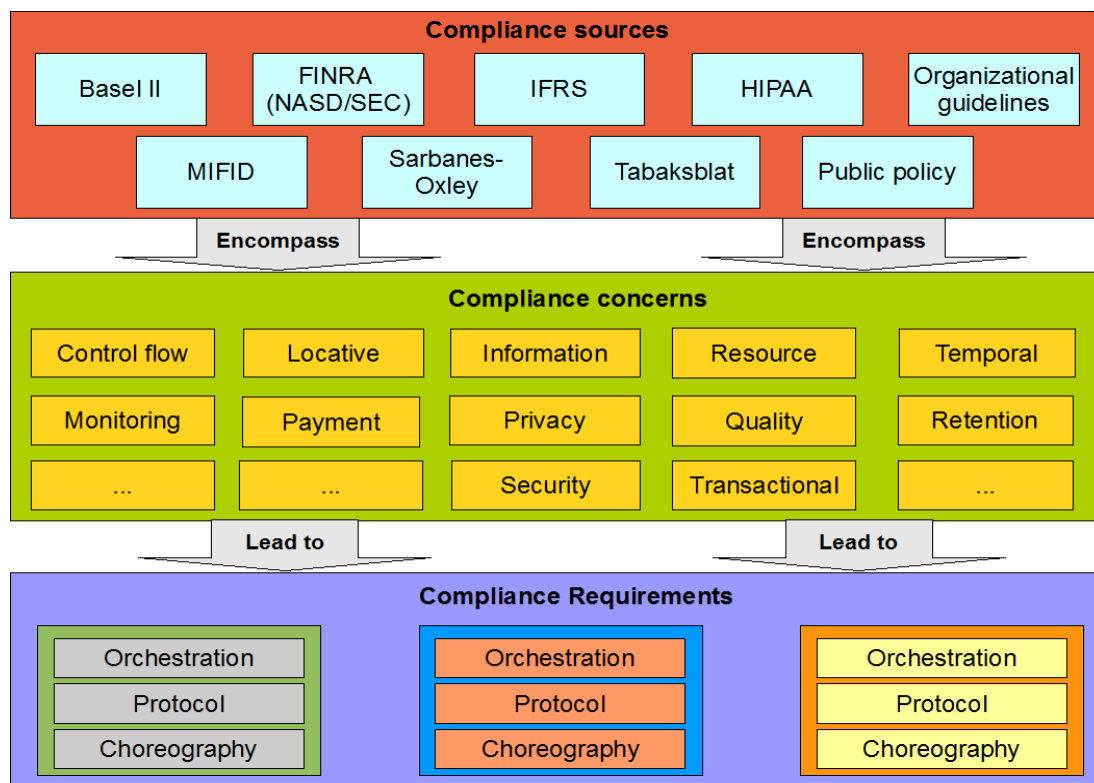 Compliance sources
Basel II
FINRA
(NASD/SEC)
IFRS
HIPAA
Organizational
guidelines
MIFID
Sarbanes-
Oxley
Tabaksblat
Public policy
Encompass
Encompass
Compliance concerns
Control flow
Locative
Information
Resource
Temporal
Monitoring
Payment
Privacy
Quality
Retention
...
...
Security
Transactional
...
Lead to
Lead to
Compliance Requirements
Orchestration
Protocol
Choreography
Orchestration
Protocol
Choreography
Orchestration
Protocol
Choreography